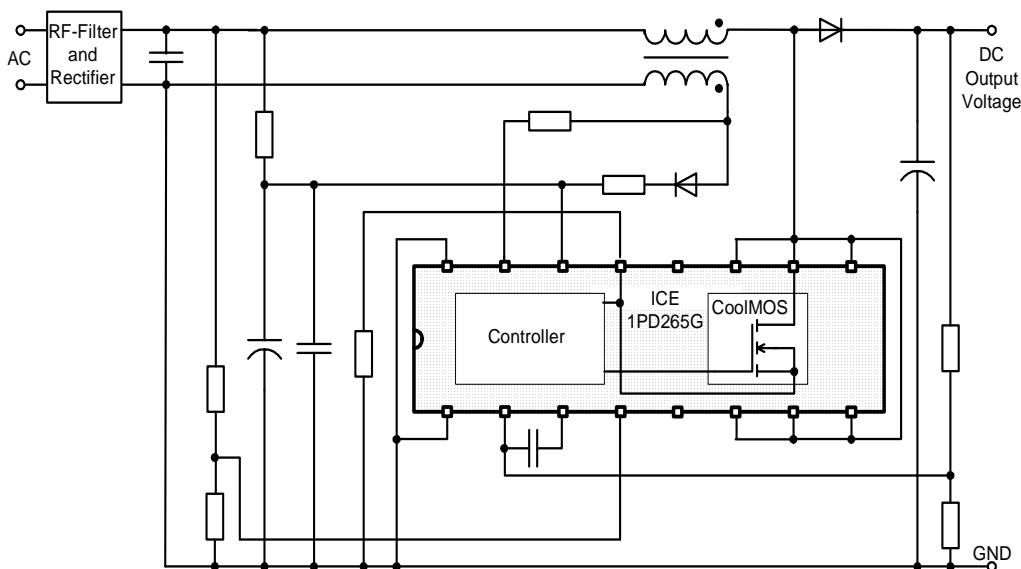 RF-Filter
and
Rectifier
AC
DC
Output
Voltage
ICE
1PD265G
CoolMOS
Controller
GND